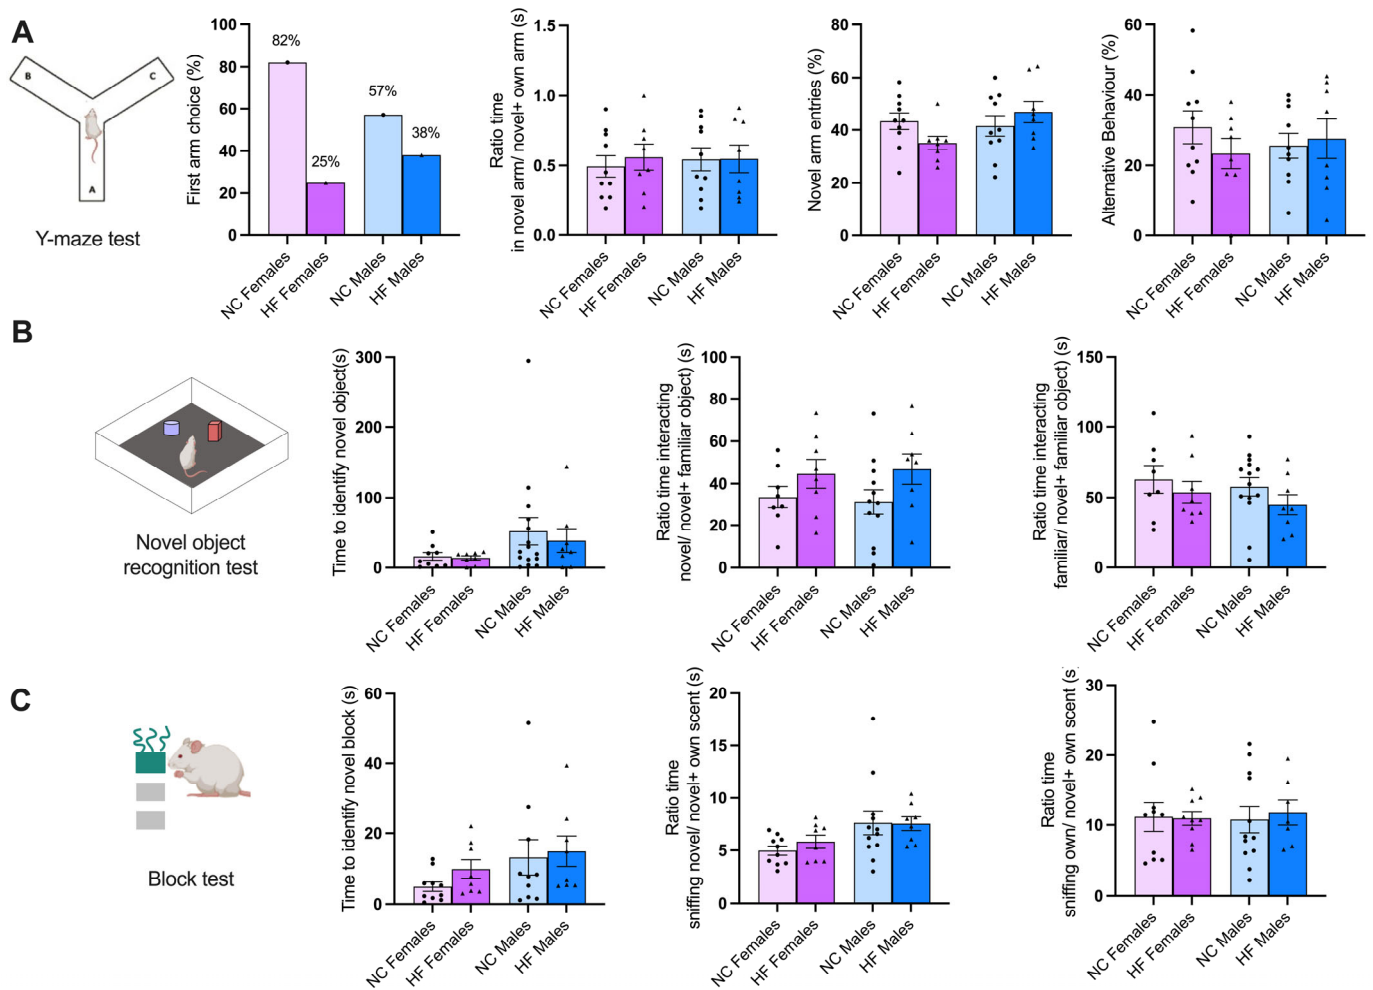 A
B
C
A
Y-maze test
First arm choice (%)
100
80
60
40
20
0
82%
25%
57%
38%
NC Females
HF Females
NC Males
HF Males
Ratio time
in novel arm/ novel+ own arm (s)
1.5
1.0
0.5
0.0
NC Females
HF Females
NC Males
HF Males
Novel arm entries (%)
80
60
40
20
0
NC Females
HF Females
NC Males
HF Males
Alternative Behaviour (%)
60
40
20
0
NC Females
HF Females
NC Males
HF Males
B
Novel object
recognition test
Time to identify novel object(s)
300
200
100
0
NC Females
HF Females
NC Males
HF Males
Ratio time interacting
novel/ novel+ familiar object) (s)
100
80
60
40
20
0
NC Females
HF Females
NC Males
HF Males
Ratio time interacting
familiar/ novel+ familiar object) (s)
150
100
50
0
NC Females
HF Females
NC Males
HF Males
C
Block test
Time to identify novel block (s)
60
40
20
0
NC Females
HF Females
NC Males
HF Males
Ratio time
sniffing novel/ novel+ own scent (s)
20
15
10
5
0
NC Females
HF Females
NC Males
HF Males
Ratio time
sniffing own/ novel+ own scent (s)
30
20
10
0
NC Females
HF Females
NC Males
HF Males